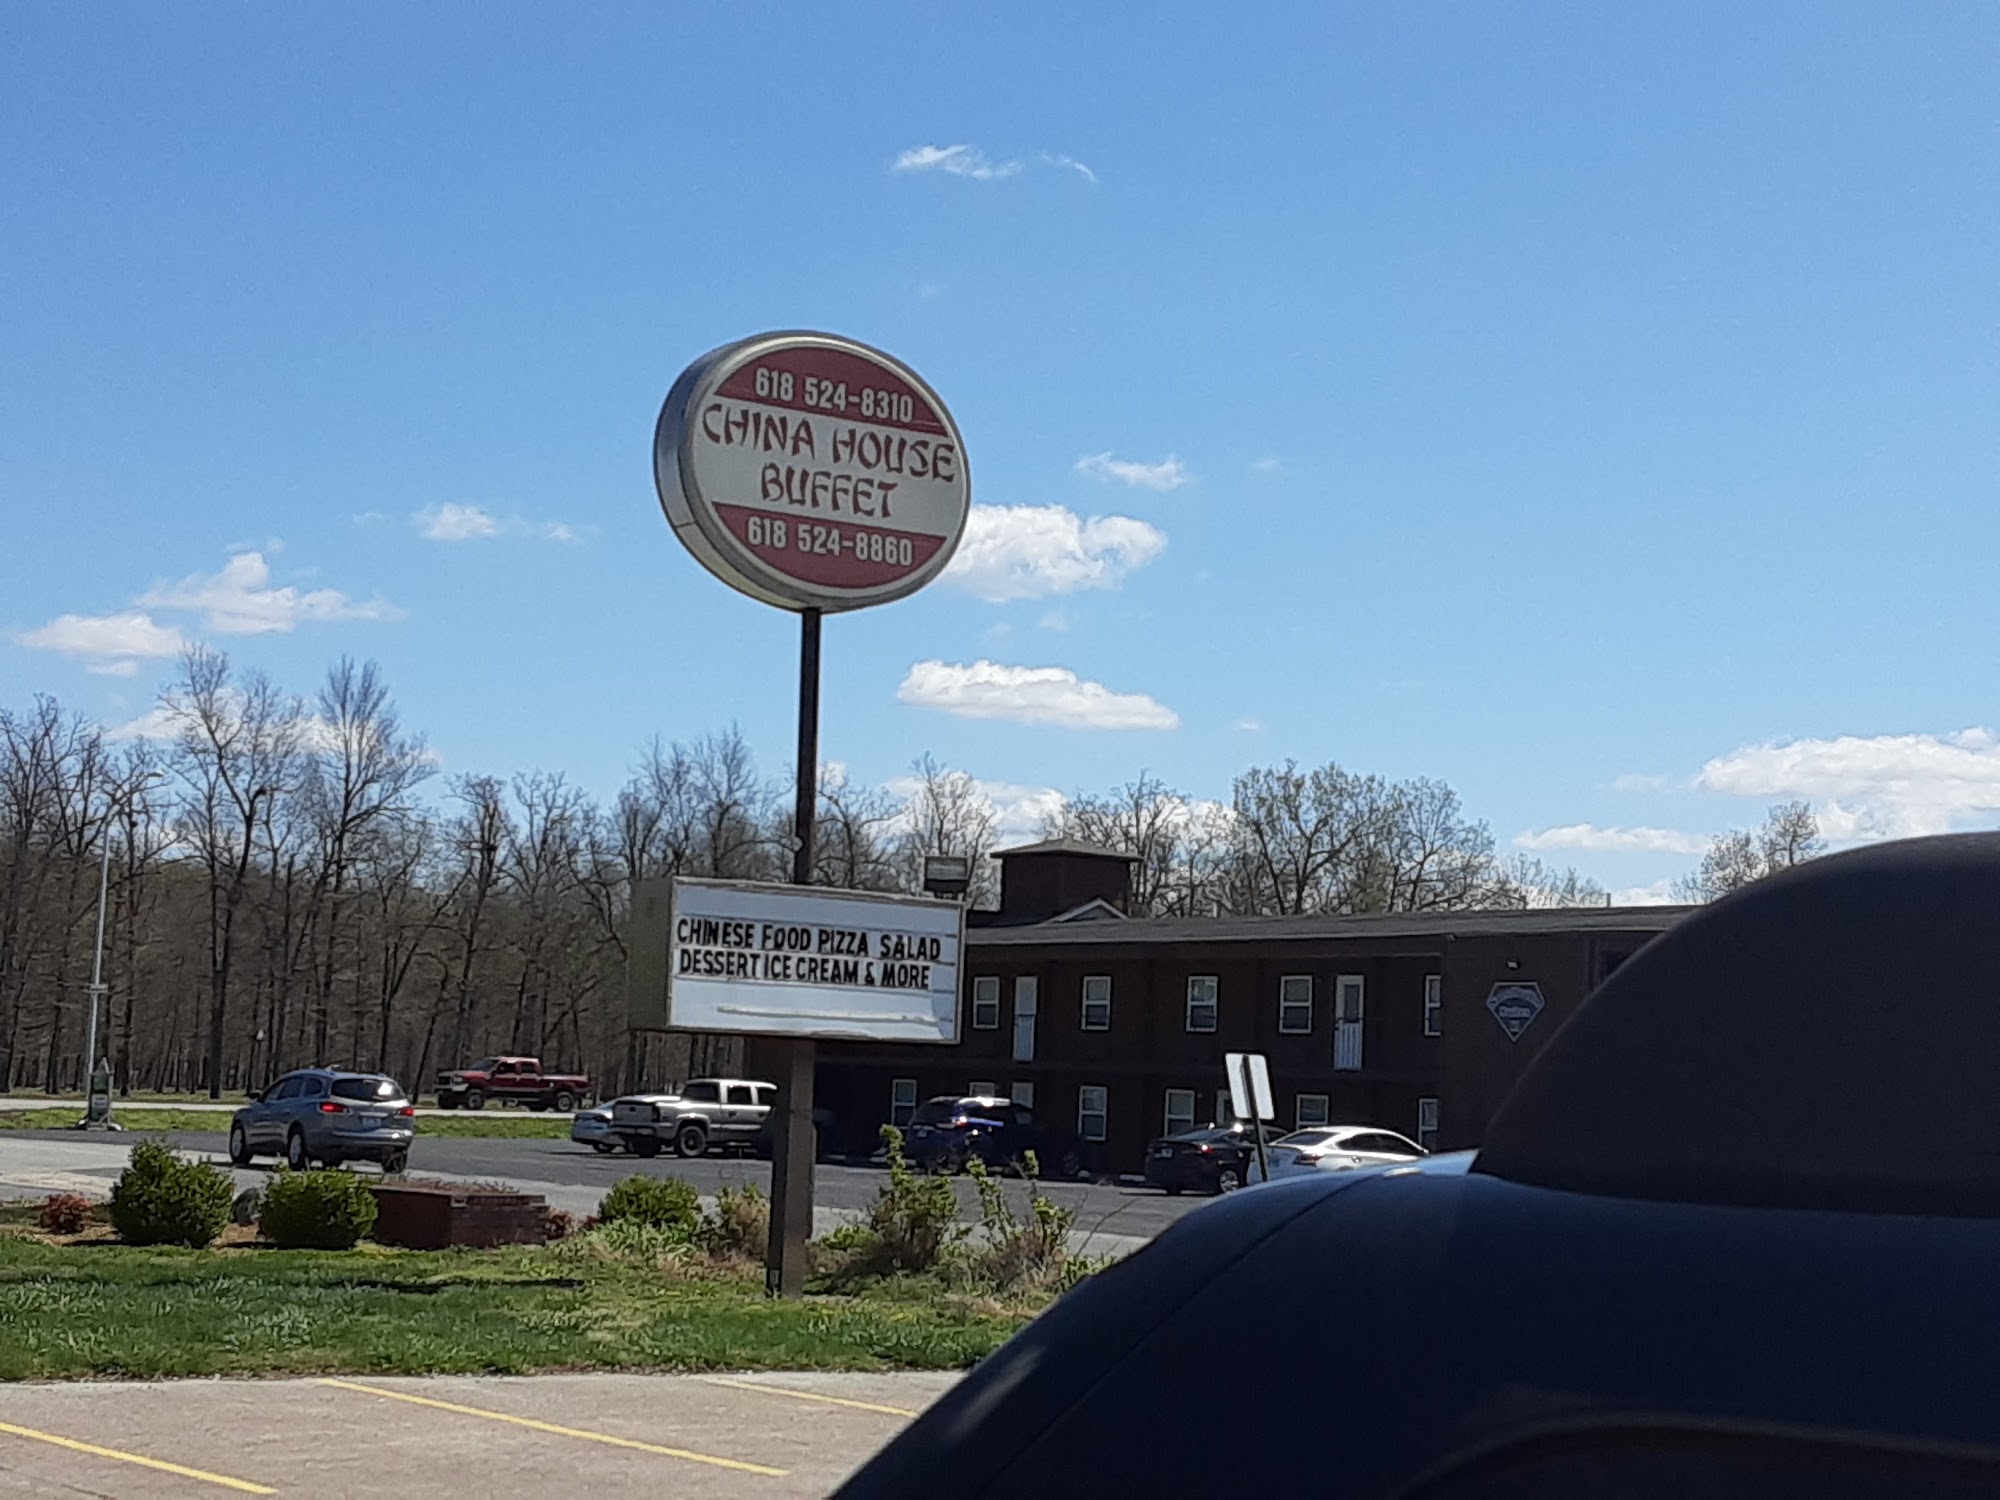 618 524-8310
CHINA HOUSE
BUFFET
618 524-8860
CHINESE FOOD PIZZA SALAD
DESSERT ICE CREAM & MORE